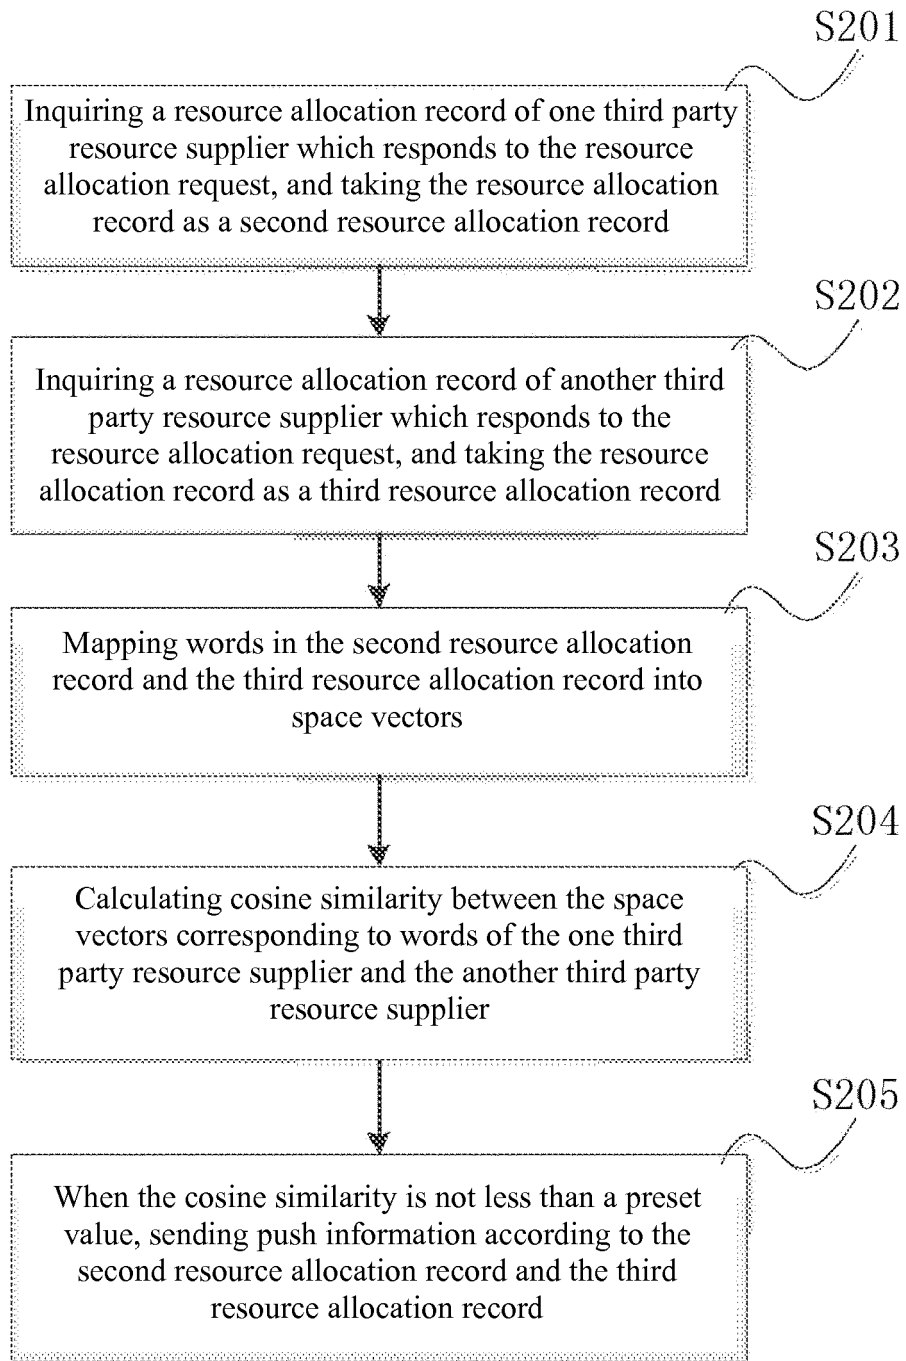 S201
Inquiring a resource allocation record of one third party
resource supplier which responds to the resource
allocation request, and taking the resource allocation
record as a second resource allocation record
S202
Inquiring a resource allocation record of another third
party resource supplier which responds to the
resource allocation request, and taking the resource
allocation record as a third resource allocation record
S203
Mapping words in the second resource allocation
record and the third resource allocation record into
space vectors
S204
Calculating cosine similarity between the space
vectors corresponding to words of the one third
party resource supplier and the another third party
resource supplier
S205
When the cosine similarity is not less than a preset
value, sending push information according to the
second resource allocation record and the third
resource allocation record